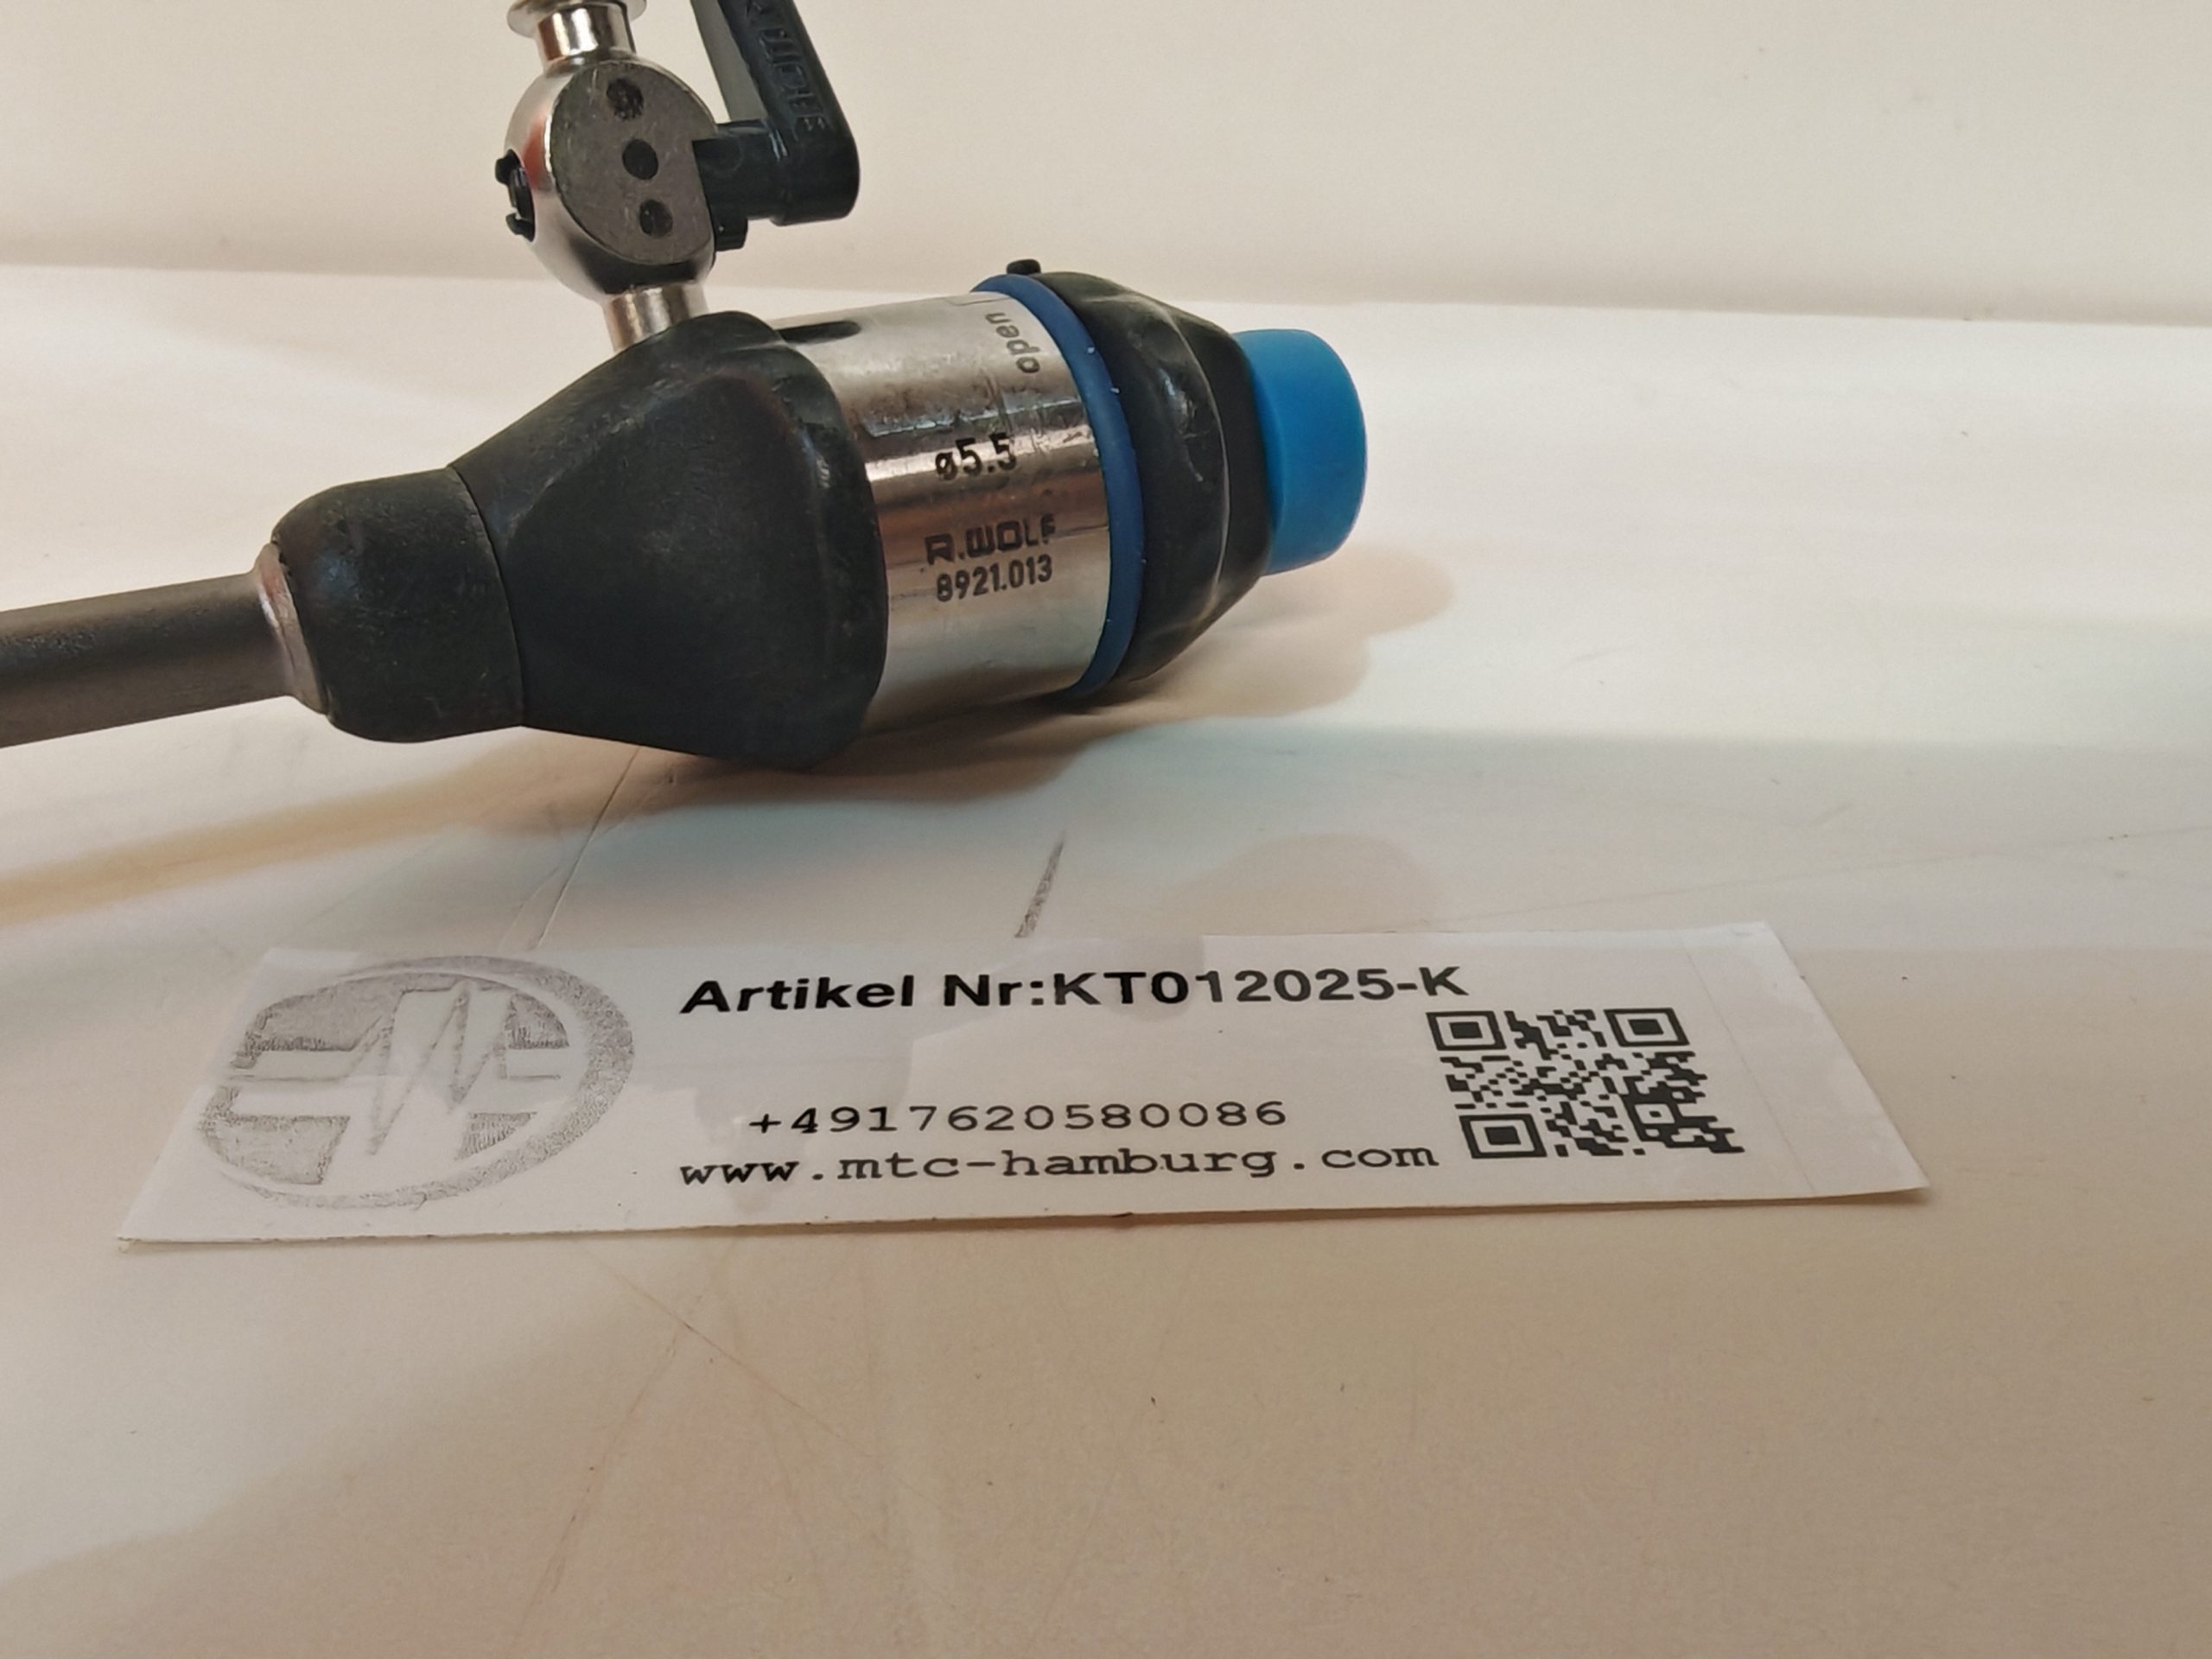 open
ø5.5
R.WOLF
8921.013
Artikel Nr:KT012025-K
+4917620580086
www.mtc-hamburg.com